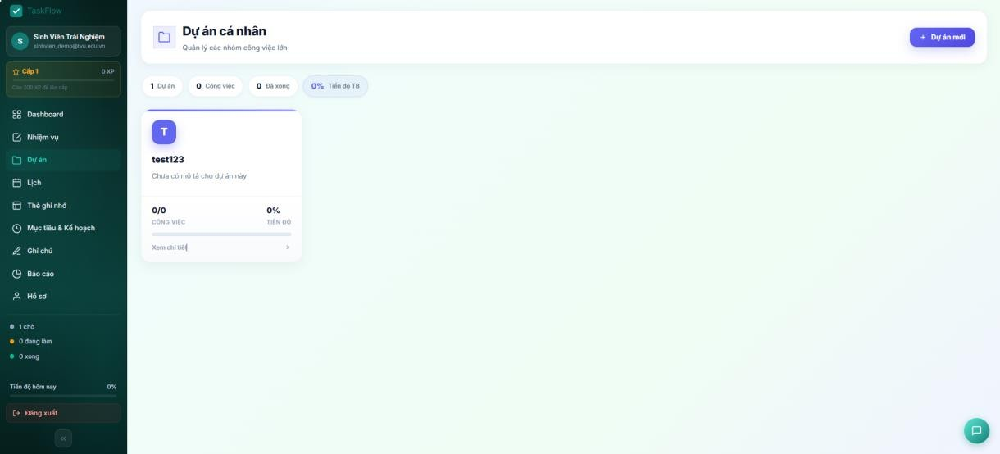 TaskFlow
S
Sinh Viên Trải Nghiệm
sinhvien_demo@tvu.edu.vn
Cấp 1
0 XP
Còn 200 XP để lên cấp
Dashboard
Nhiệm vụ
Dự án
Lịch
Thẻ ghi nhớ
Mục tiêu & Kế hoạch
Ghi chú
Báo cáo
Hồ sơ
1 chờ
0 đang làm
0 xong
Tiến độ hôm nay
0%
Đăng xuất
Dự án cá nhân
Quản lý các nhóm công việc lớn
+ Dự án mới
1 Dự án
0 Công việc
0 Đã xong
0% Tiến độ TB
T
test123
Chưa có mô tả cho dự án này
0/0
CÔNG VIỆC
0%
TIẾN ĐỘ
Xem chi tiết